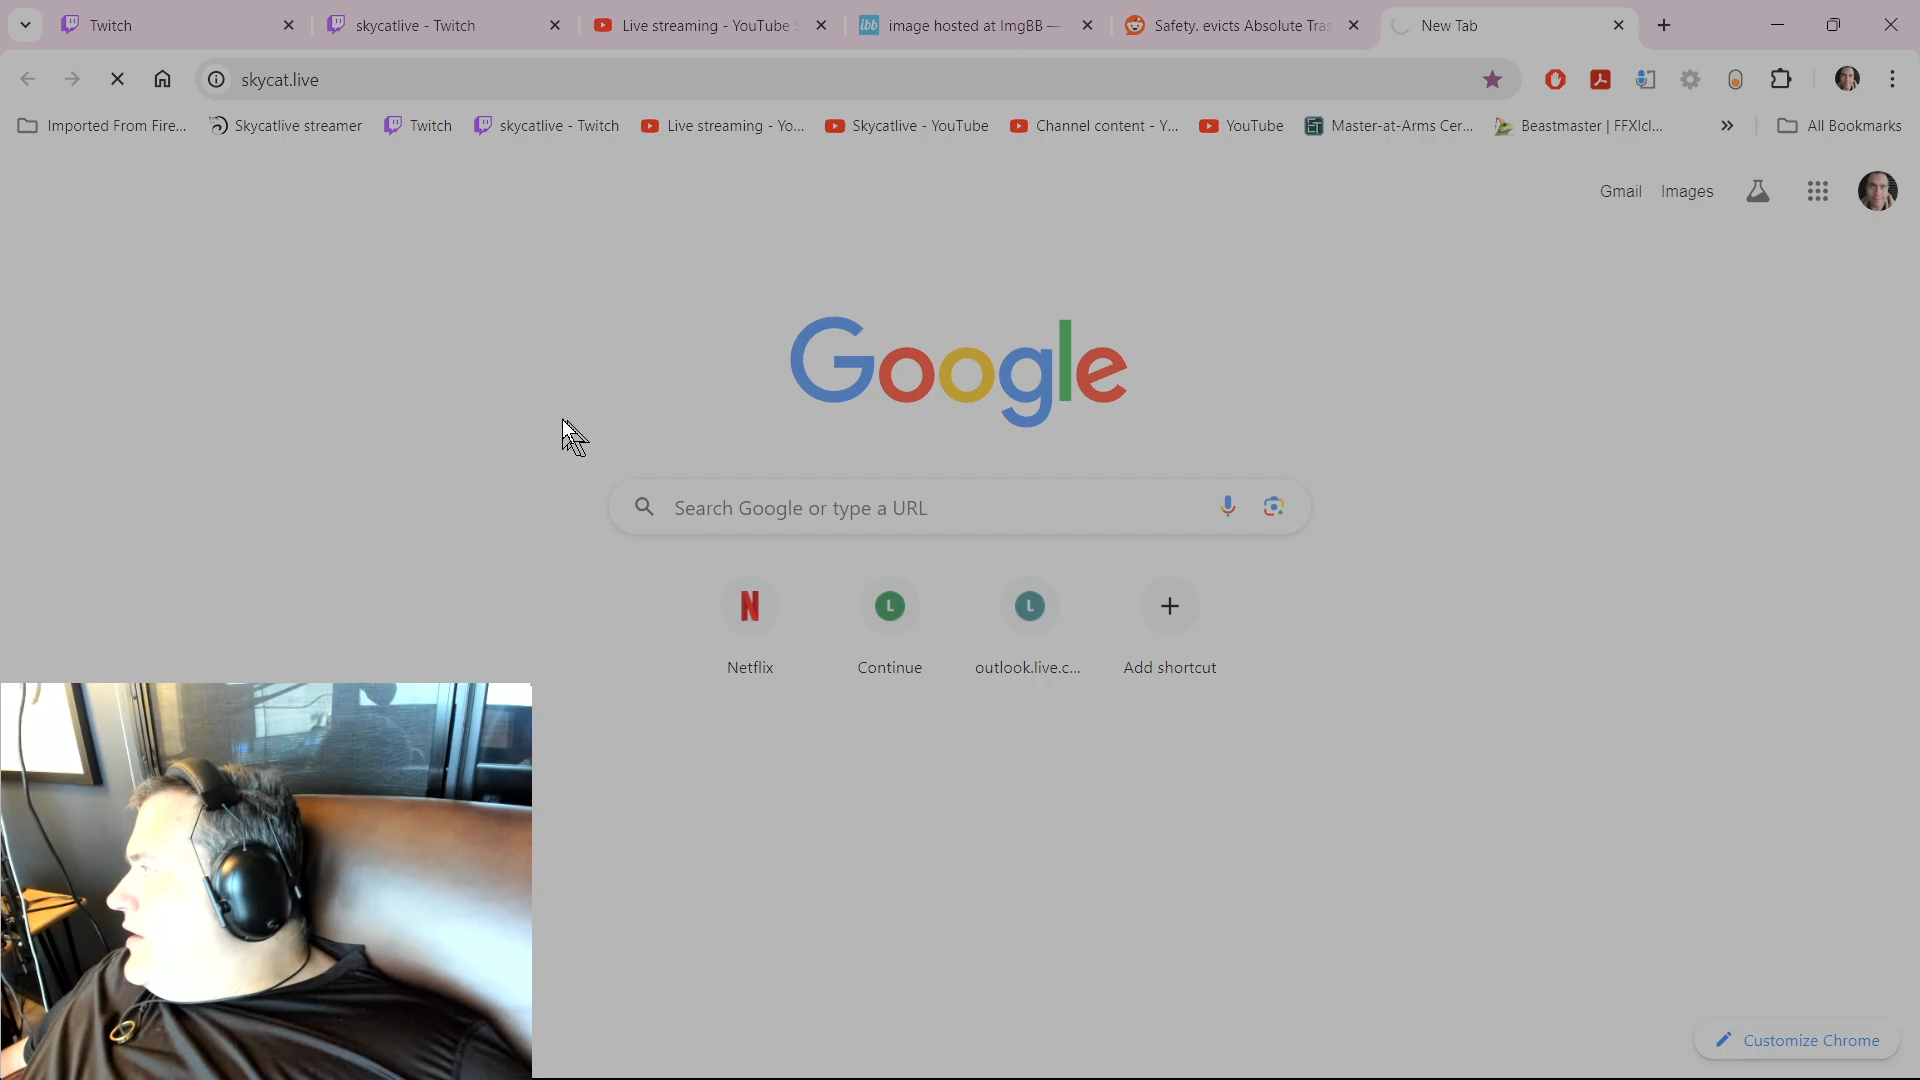 Twitch
skycatlive - Twitch
Live streaming - YouTube S
image hosted at ImgBB —
Safety. evicts Absolute Tras
New Tab
skycat.live
Imported From Fire...
Skycatlive streamer
Twitch
skycatlive - Twitch
Live streaming - Yo...
Skycatlive - YouTube
Channel content - Y...
YouTube
Master-at-Arms Cer...
Beastmaster | FFXIcl...
All Bookmarks
Gmail
Images
Google
Search Google or type a URL
N
L
L
Netflix
Continue
outlook.live.c...
Add shortcut
Customize Chrome